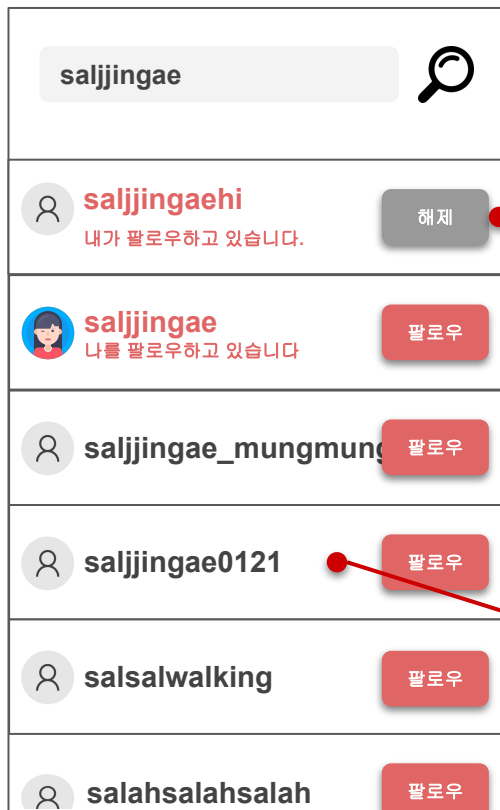 saljjingae
saljjingaehi
내가 팔로우하고 있습니다.
해제
saljjingae
나를 팔로우하고 있습니다
팔로우
saljjingae_mungmung
팔로우
saljjingae0121
팔로우
salsalwalking
팔로우
salahsalahsalah
팔로우